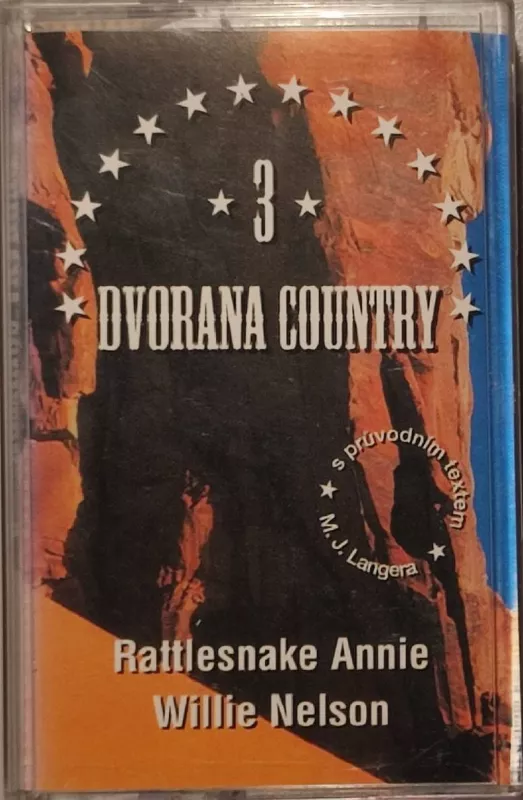 3
DVORANA COUNTRY
s průvodním textem
M. J. Langera
Rattlesnake Annie
Willie Nelson